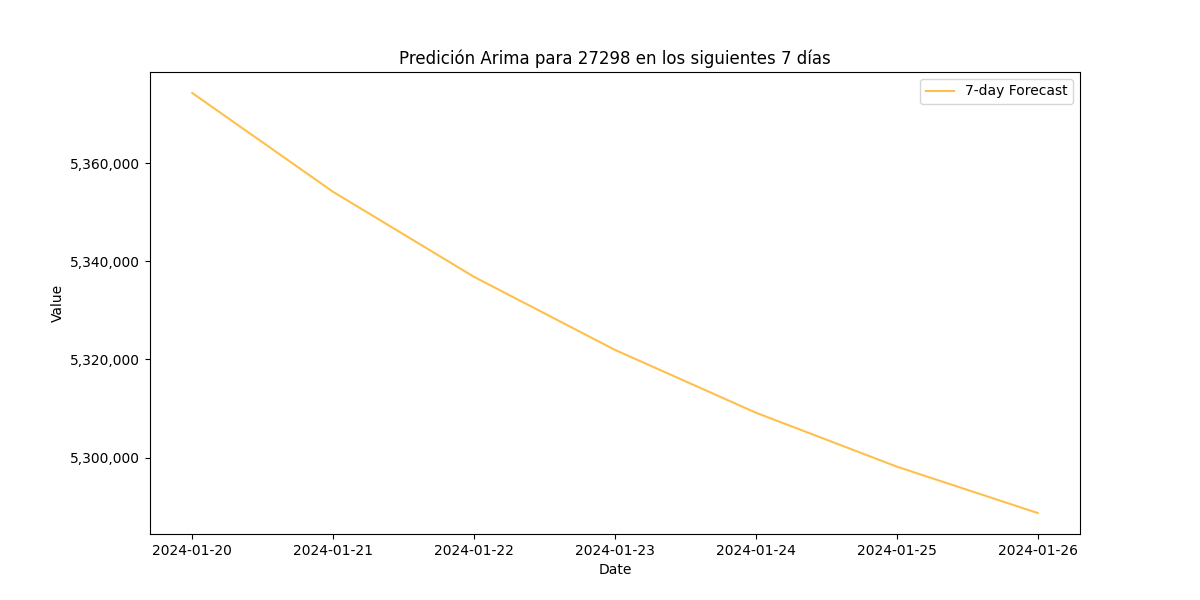 Predición Arima para 27298 en los siguientes 7 días
7-day Forecast
5,360,000
5,340,000
5,320,000
5,300,000
Value
2024-01-20 2024-01-21 2024-01-22 2024-01-23 2024-01-24 2024-01-25 2024-01-26
Date